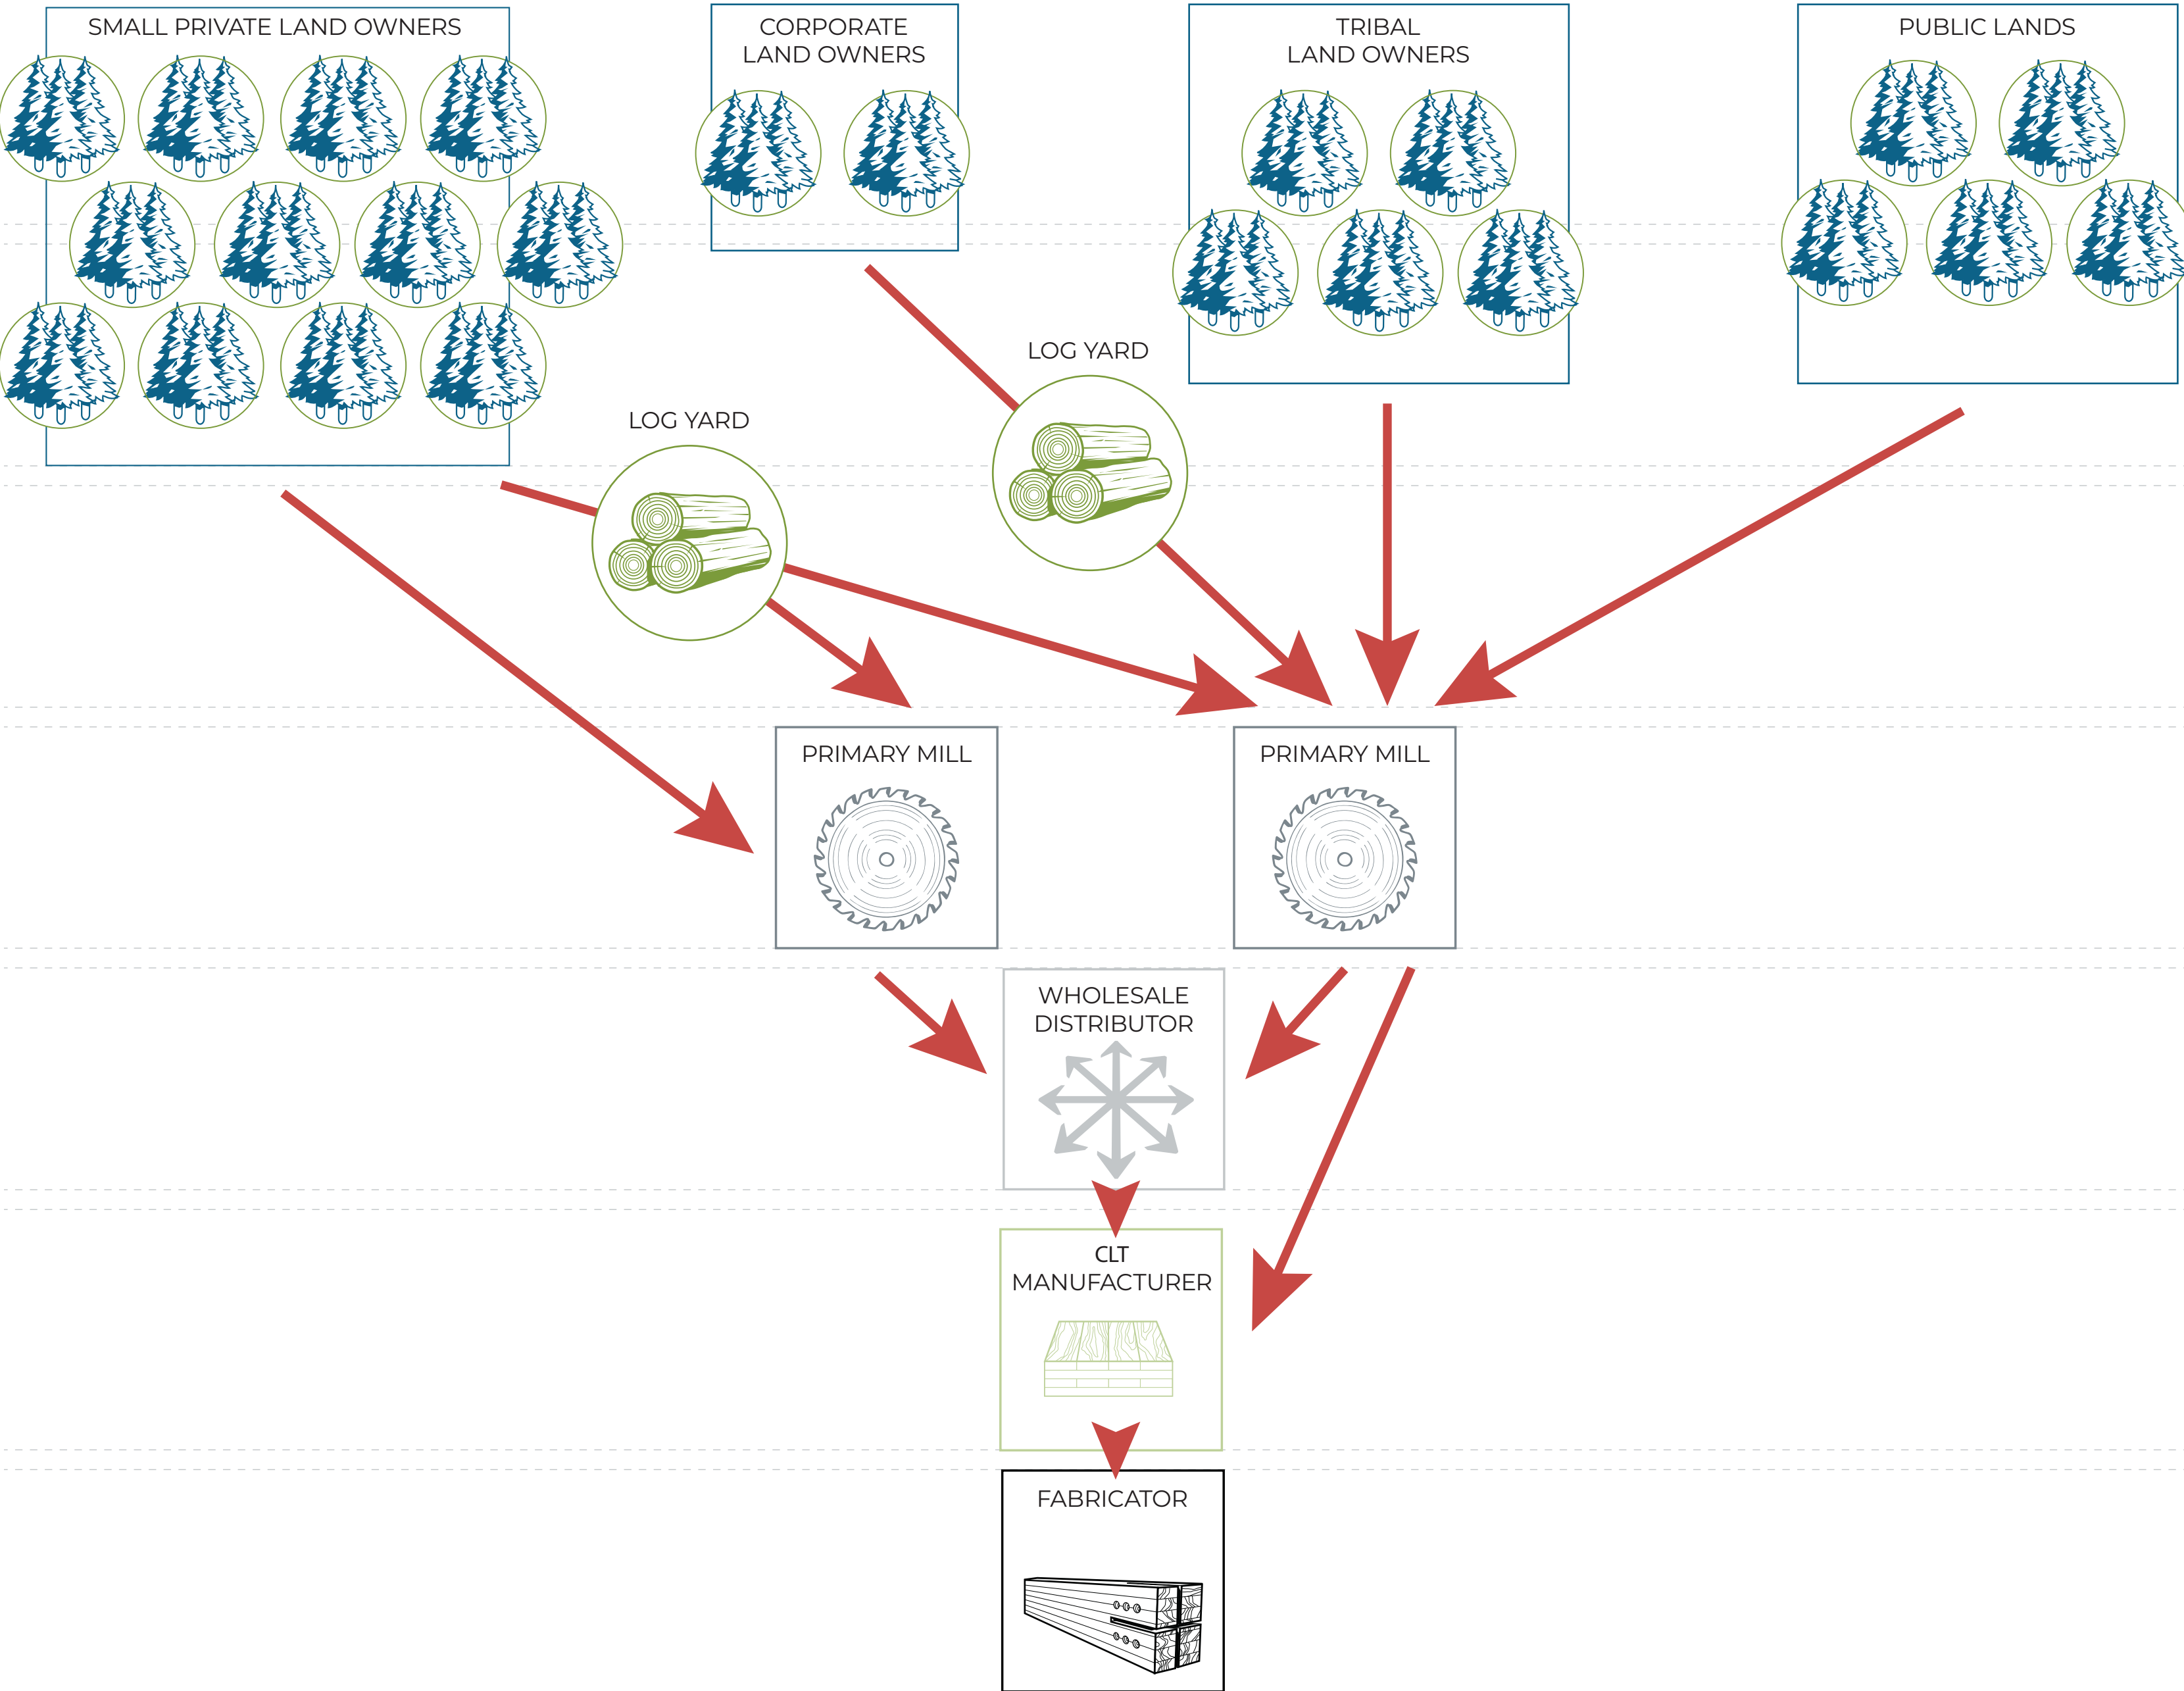 SMALL PRIVATE LAND OWNERS
CORPORATE
LAND OWNERS
TRIBAL
LAND OWNERS
PUBLIC LANDS
LOG YARD
LOG YARD
PRIMARY MILL
PRIMARY MILL
WHOLESALE
DISTRIBUTOR
CLT
MANUFACTURER
FABRICATOR